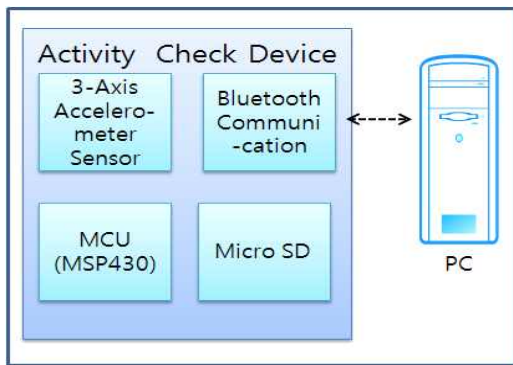 Activity Check Device
3-Axis
Accelero-
meter
Sensor
Bluetooth
Communi
-cation
MCU
(MSP430)
Micro SD
PC